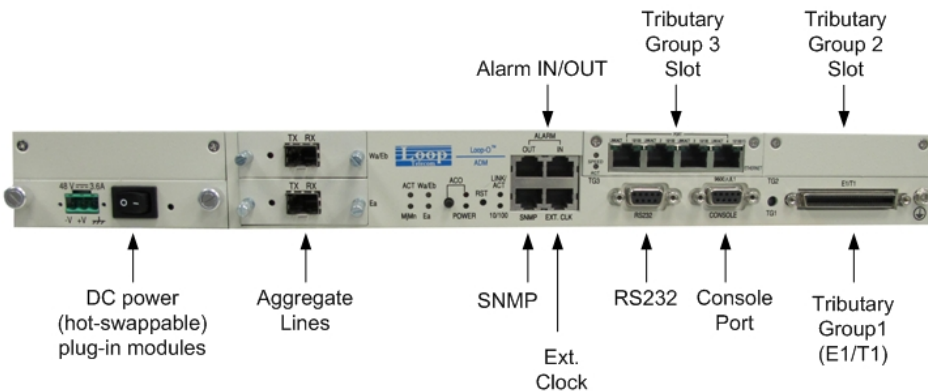 Tributary
Group 3
Slot
Tributary
Group 2
Slot
Alarm IN/OUT
ALARM
OUT IN
TX RX
Wa/Eb
Loop
Loop-O
ADM
48 V 3.6A
-V +V
TX RX
Ea
ACT Wa/Eb
ACO
LINK/
ACT
RST
Mj/Mn Ea
POWER
10/100
SNMP
EXT. CLK
SPEED
ACT
TG3
RS232
CONSOLE
TG2
TG1
E1/T1
DC power
(hot-swappable)
plug-in modules
Aggregate
Lines
SNMP
Ext.
Clock
RS232
Console
Port
Tributary
Group1
(E1/T1)